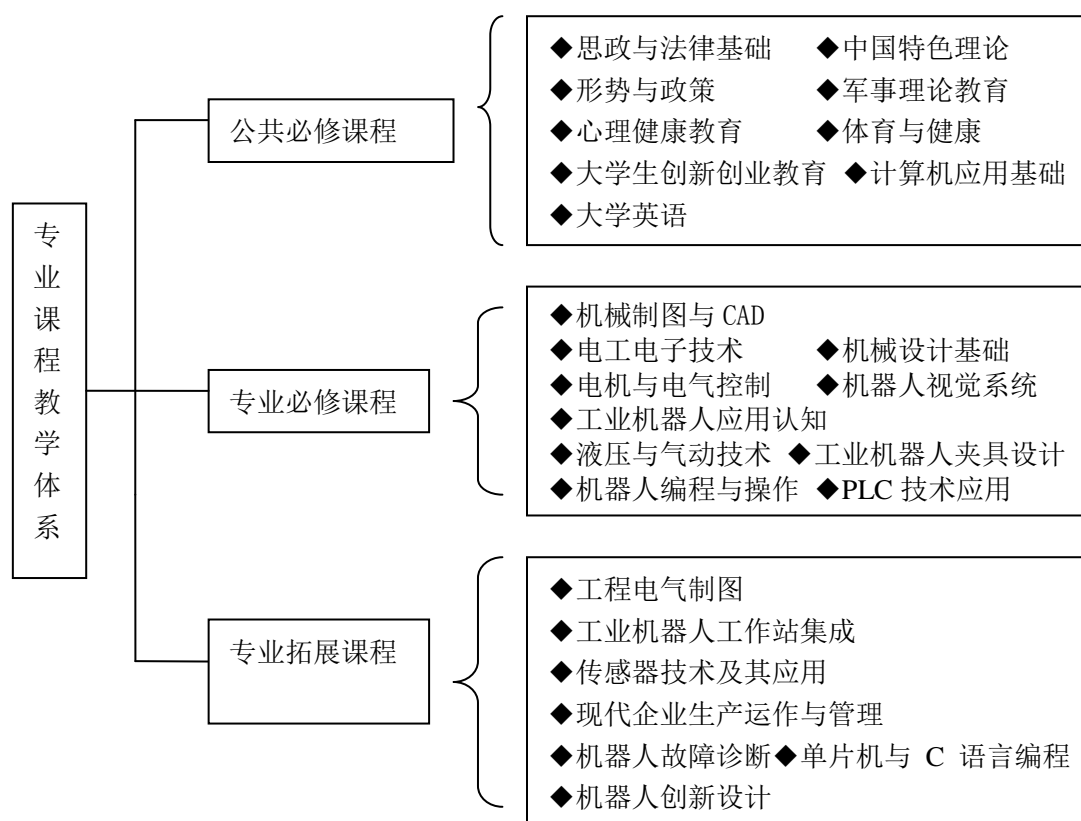 专业课程教学体系
公共必修课程
◆思政与法律基础 ◆中国特色理论
◆形势与政策 ◆军事理论教育
◆心理健康教育 ◆体育与健康
◆大学生创新创业教育 ◆计算机应用基础
◆大学英语
专业必修课程
◆机械制图与 CAD
◆电工电子技术 ◆机械设计基础
◆电机与电气控制 ◆机器人视觉系统
◆工业机器人应用认知
◆液压与气动技术 ◆工业机器人夹具设计
◆机器人编程与操作 ◆PLC 技术应用
专业拓展课程
◆工程电气制图
◆工业机器人工作站集成
◆传感器技术及其应用
◆现代企业生产运作与管理
◆机器人故障诊断◆单片机与 C 语言编程
◆机器人创新设计